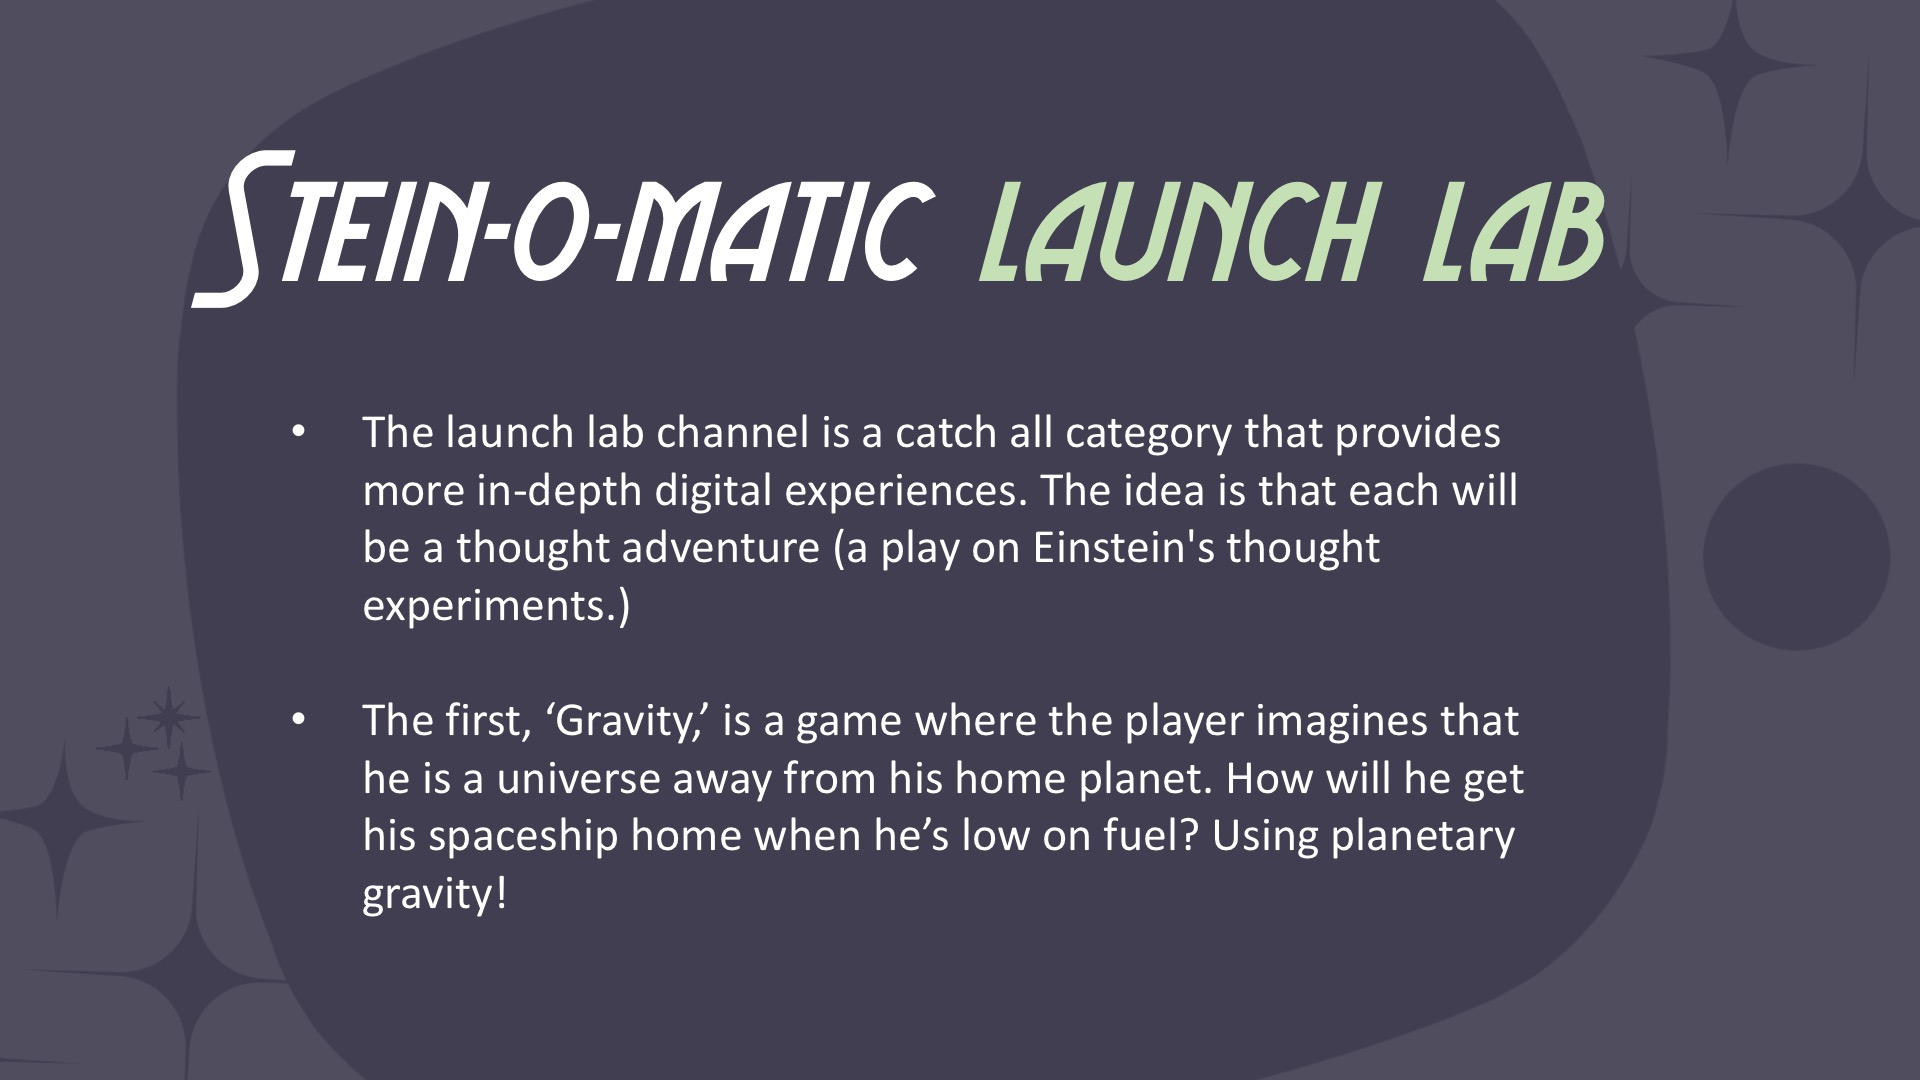 Stein-o-matic launch lab
• The launch lab channel is a catch all category that provides
more in-depth digital experiences. The idea is that each will
be a thought adventure (a play on Einstein's thought
experiments.)
• The first, ‘Gravity,’ is a game where the player imagines that
he is a universe away from his home planet. How will he get
his spaceship home when he’s low on fuel? Using planetary
gravity!